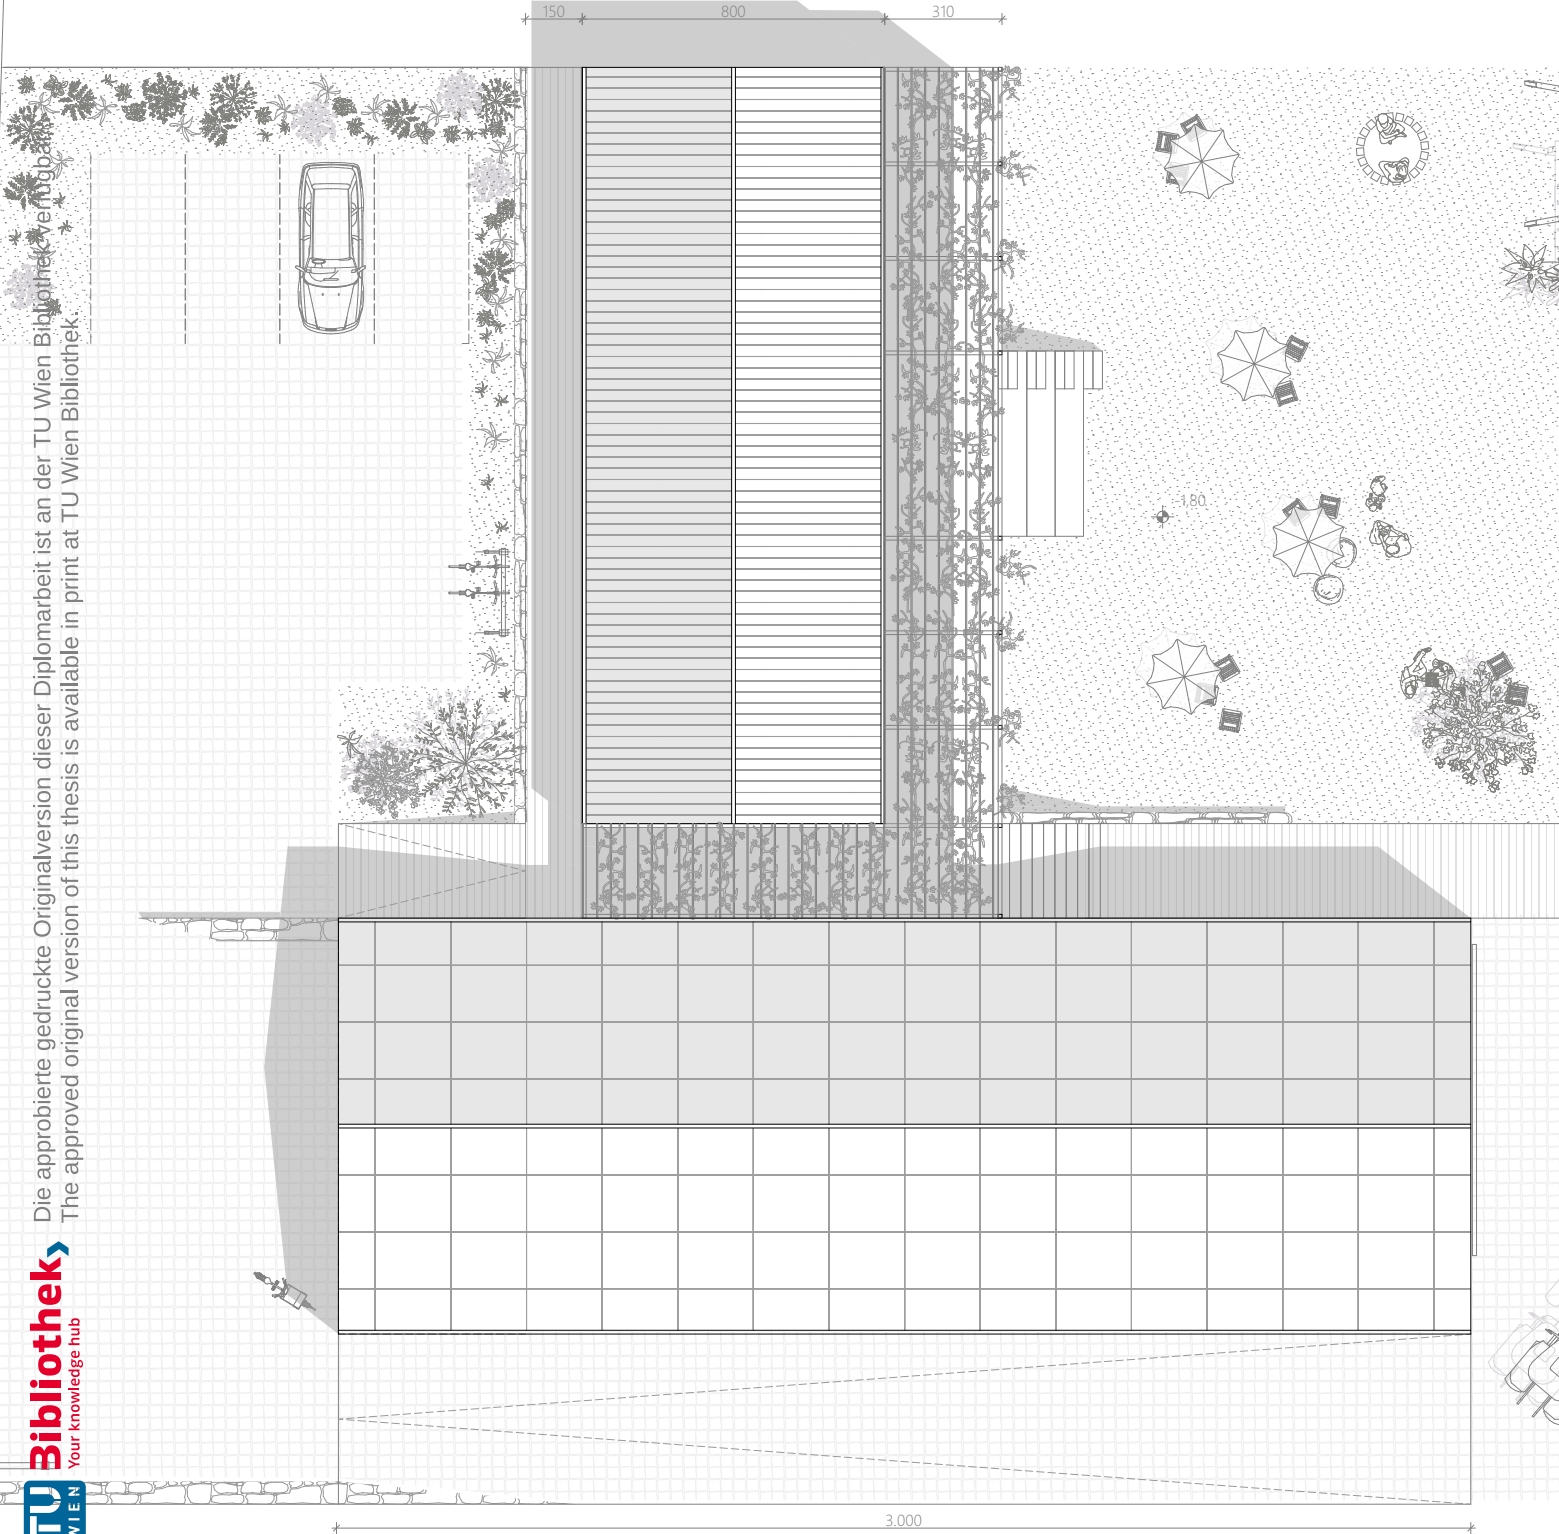 150
800
310
1,80
3.000
Die approbierte gedruckte Originalversion dieser Diplomarbeit ist an der TU Wien Bibliothek verfügbar.
The approved original version of this thesis is available in print at TU Wien Bibliothek.
Bibliothek
Your knowledge hub
TU
WIEN